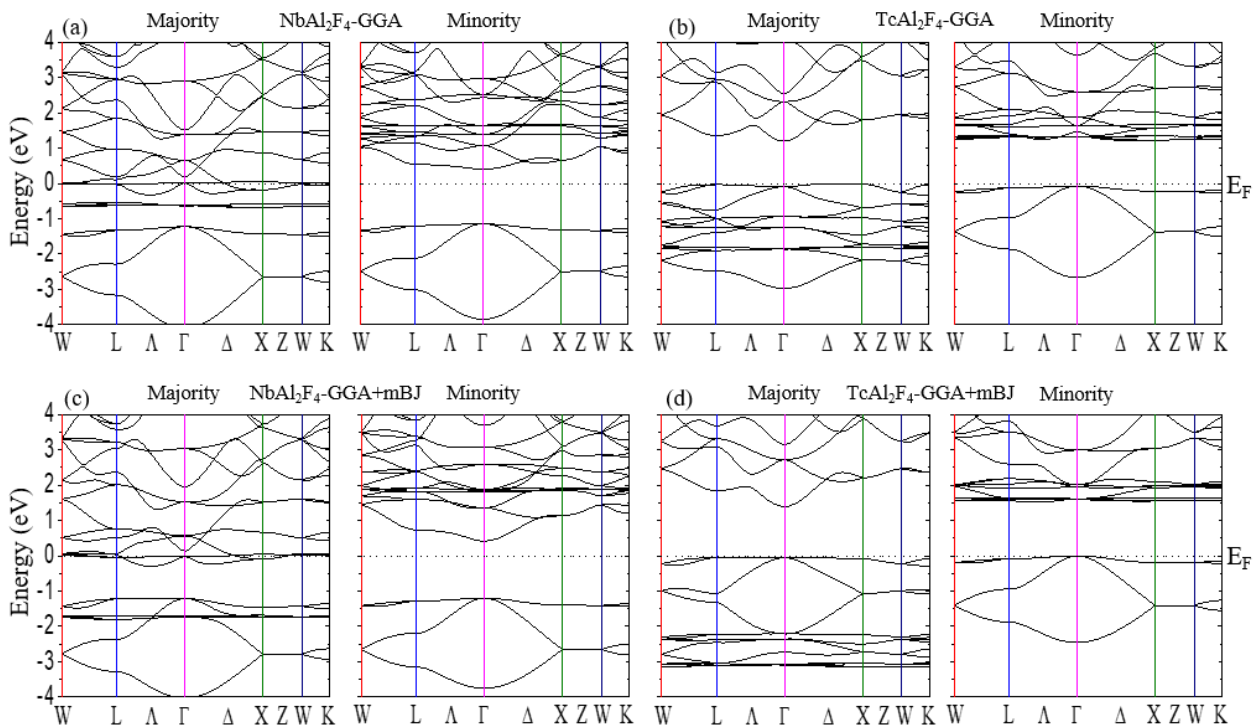 (a) Majority NbAl₂F₄-GGA Minority
(b) Majority TcAl₂F₄-GGA Minority
Energy (eV)
4
3
2
1
0
-1
-2
-3
-4
E_F
W L Λ Γ Δ X Z W K
W L Λ Γ Δ X Z W K
W L Λ Γ Δ X Z W K
W L Λ Γ Δ X Z W K
(c) Majority NbAl₂F₄-GGA+mBJ Minority
(d) Majority TcAl₂F₄-GGA+mBJ Minority
Energy (eV)
4
3
2
1
0
-1
-2
-3
-4
E_F
W L Λ Γ Δ X Z W K
W L Λ Γ Δ X Z W K
W L Λ Γ Δ X Z W K
W L Λ Γ Δ X Z W K